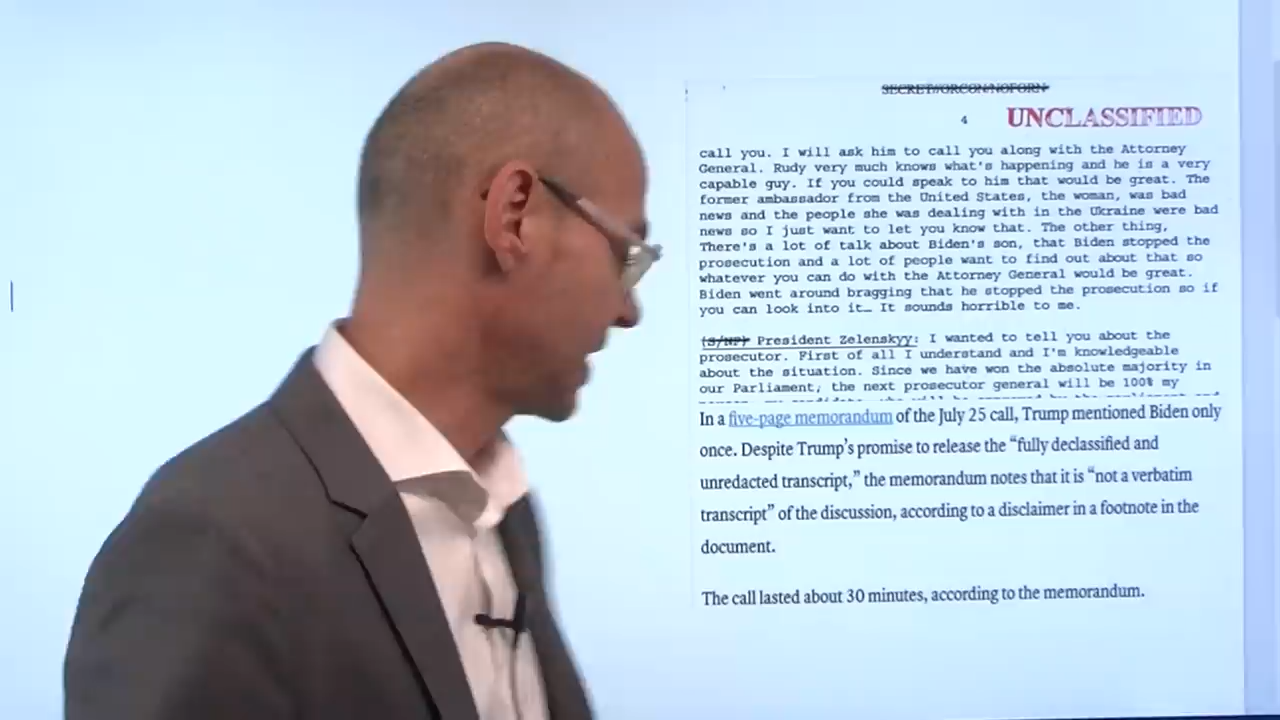 SECRET//ORCON/NOFORN
4 UNCLASSIFIED
call you. I will ask him to call you along with the Attorney
General. Rudy very much knows what's happening and he is a very
capable guy. If you could speak to him that would be great. The
former ambassador from the United States, the woman, was bad
news and the people she was dealing with in the Ukraine were bad
news so I just want to let you know that. The other thing,
There's a lot of talk about Biden's son, that Biden stopped the
prosecution and a lot of people want to find out about that so
whatever you can do with the Attorney General would be great.
Biden went around bragging that he stopped the prosecution so if
you can look into it… It sounds horrible to me.
(S/NF) President Zelenskyy: I wanted to tell you about the
prosecutor. First of all I understand and I'm knowledgeable
about the situation. Since we have won the absolute majority in
our Parliament, the next prosecutor general will be 100% my
In a five-page memorandum of the July 25 call, Trump mentioned Biden only
once. Despite Trump’s promise to release the “fully declassified and
unredacted transcript,” the memorandum notes that it is “not a verbatim
transcript” of the discussion, according to a disclaimer in a footnote in the
document.
The call lasted about 30 minutes, according to the memorandum.